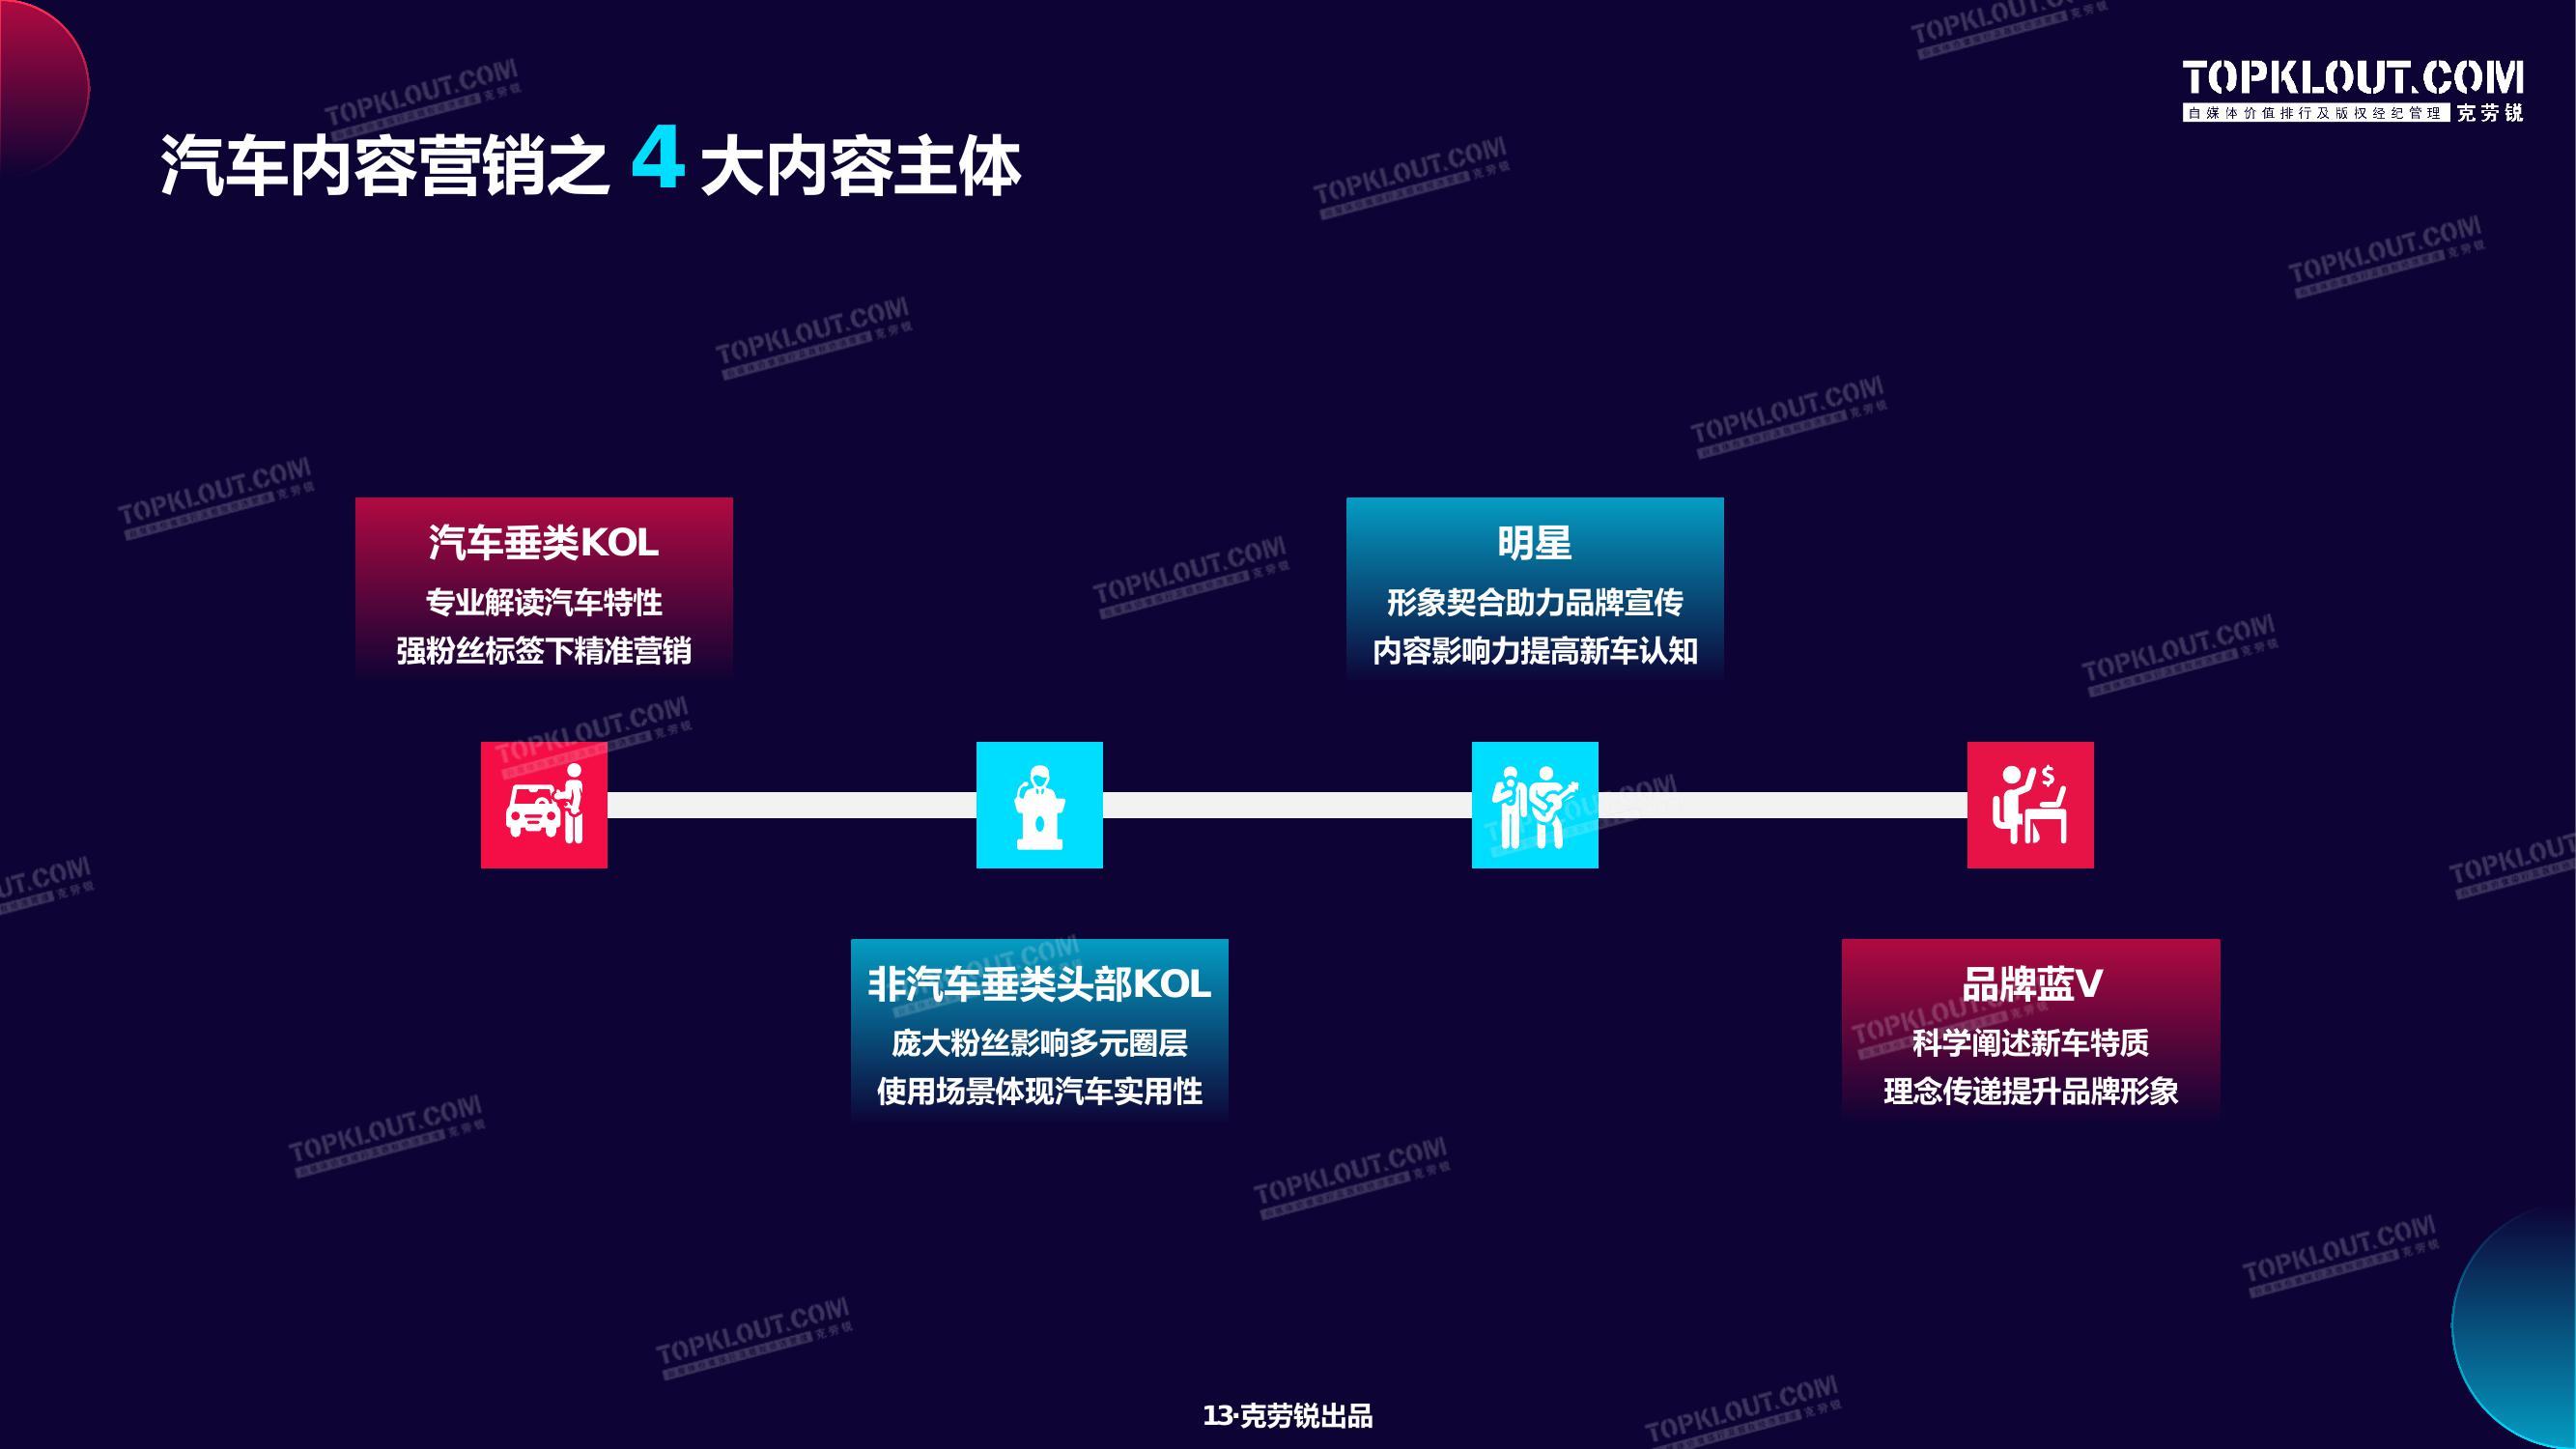 TOPKLOUT.COM
自媒体价值排行及版权经纪管理 克劳锐
汽车内容营销之 4 大内容主体
汽车垂类KOL
专业解读汽车特性
强粉丝标签下精准营销
明星
形象契合助力品牌宣传
内容影响力提高新车认知
非汽车垂类头部KOL
庞大粉丝影响多元圈层
使用场景体现汽车实用性
品牌蓝V
科学阐述新车特质
理念传递提升品牌形象
13·克劳锐出品